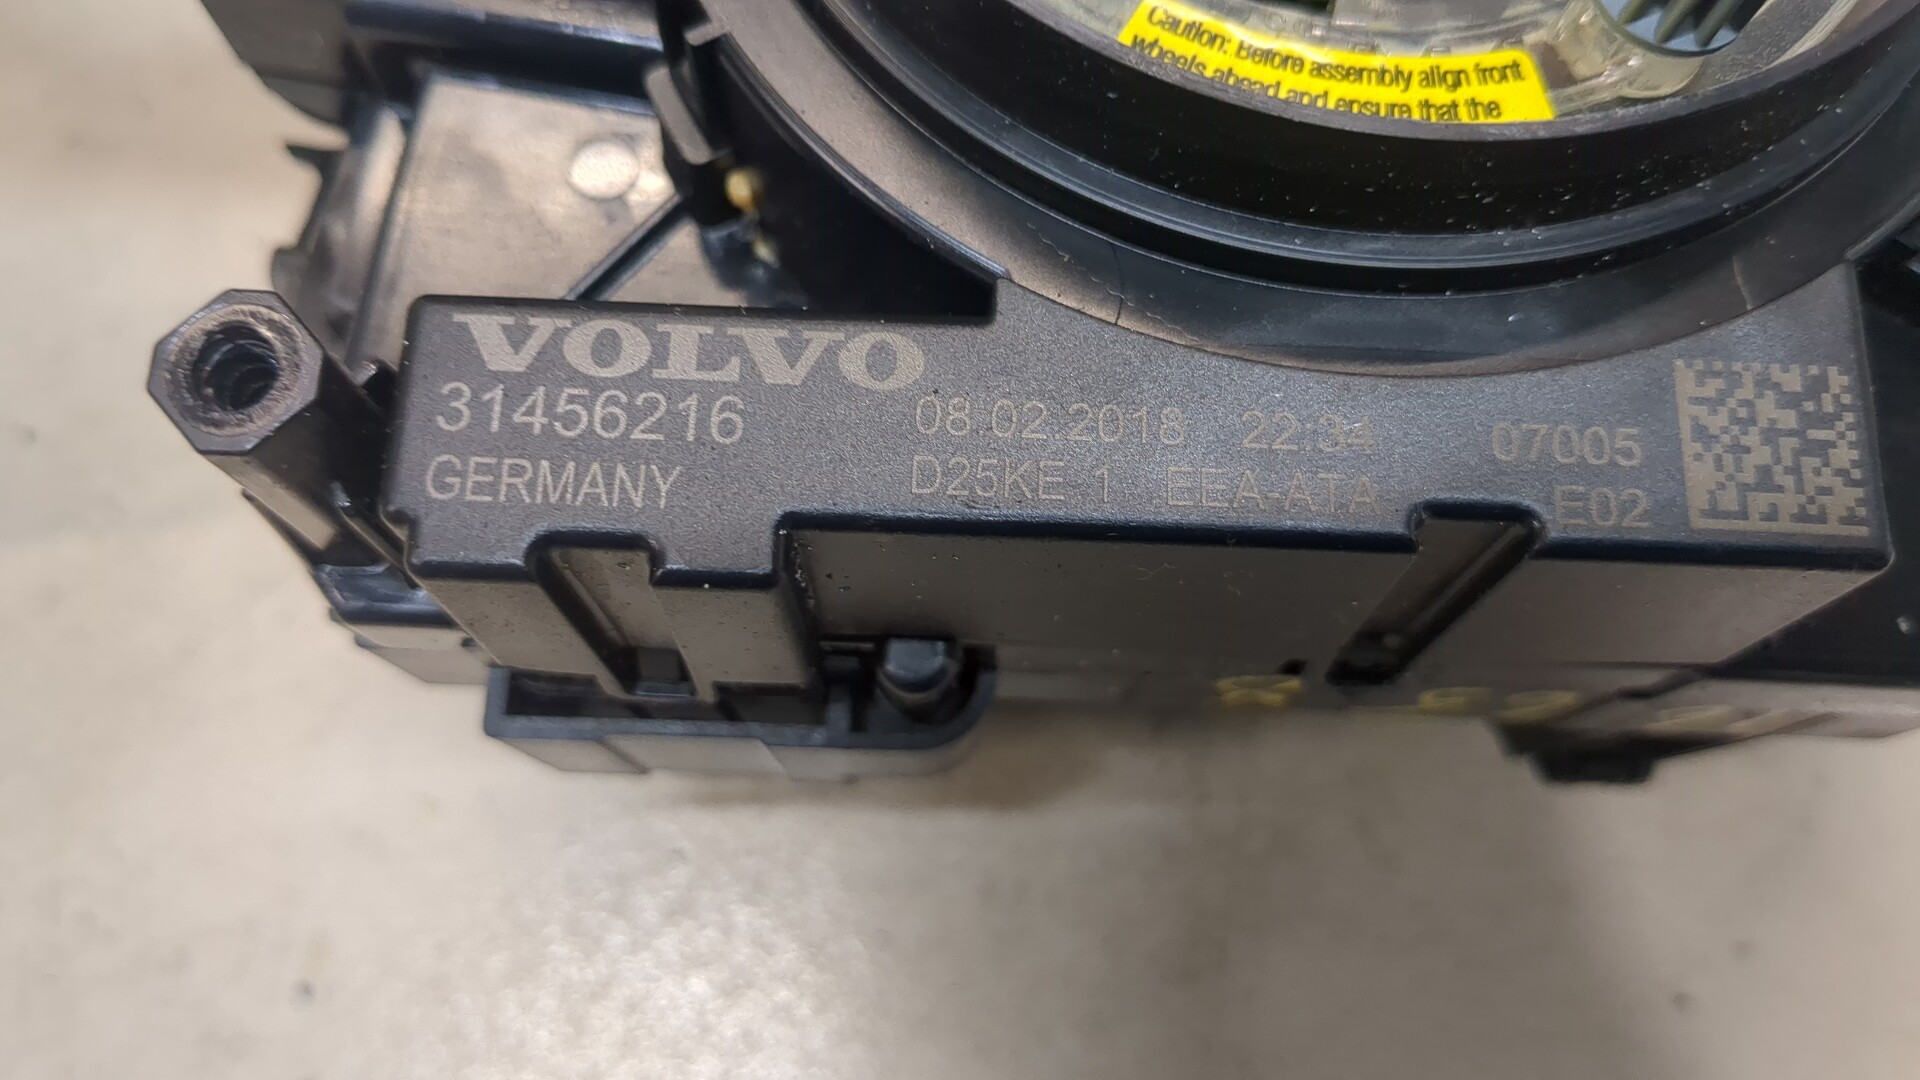 Caution: Before assembly align front
wheels ahead and ensure that the
VOLVO
31456216 08.02.2018 22:34 07005
GERMANY D25KE 1 EEA-ATA E02